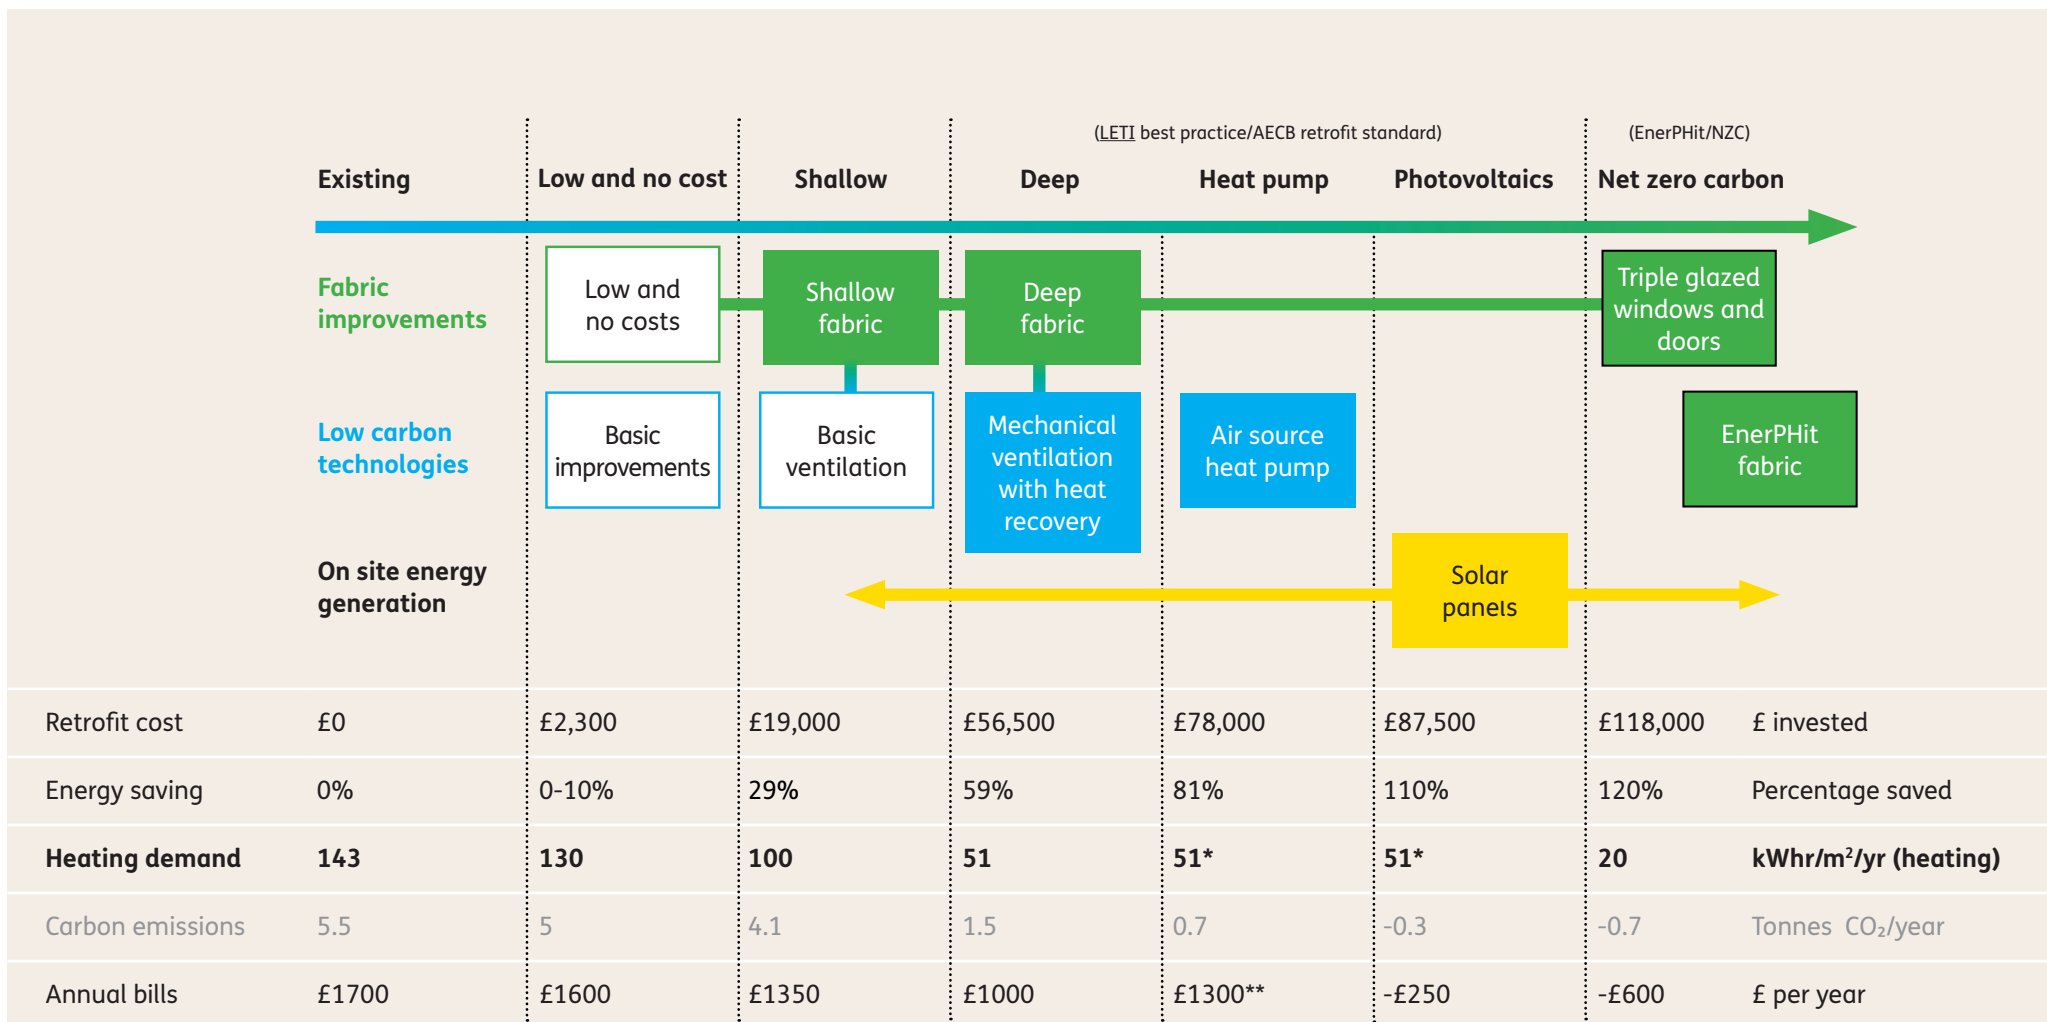 (LETI best practice/AECB retrofit standard) (EnerPHit/NZC)
Existing Low and no cost Shallow Deep Heat pump Photovoltaics Net zero carbon
Fabric
improvements
Low and
no costs
Shallow
fabric
Deep
fabric
Triple glazed
windows and
doors
Low carbon
technologies
Basic
improvements
Basic
ventilation
Mechanical
ventilation
with heat
recovery
Air source
heat pump
EnerPHit
fabric
On site energy
generation
Solar
panels
Retrofit cost £0 £2,300 £19,000 £56,500 £78,000 £87,500 £118,000 £ invested
Energy saving 0% 0-10% 29% 59% 81% 110% 120% Percentage saved
Heating demand 143 130 100 51 51* 51* 20 kWhr/m²/yr (heating)
Carbon emissions 5.5 5 4.1 1.5 0.7 -0.3 -0.7 Tonnes CO₂/year
Annual bills £1700 £1600 £1350 £1000 £1300** -£250 -£600 £ per year